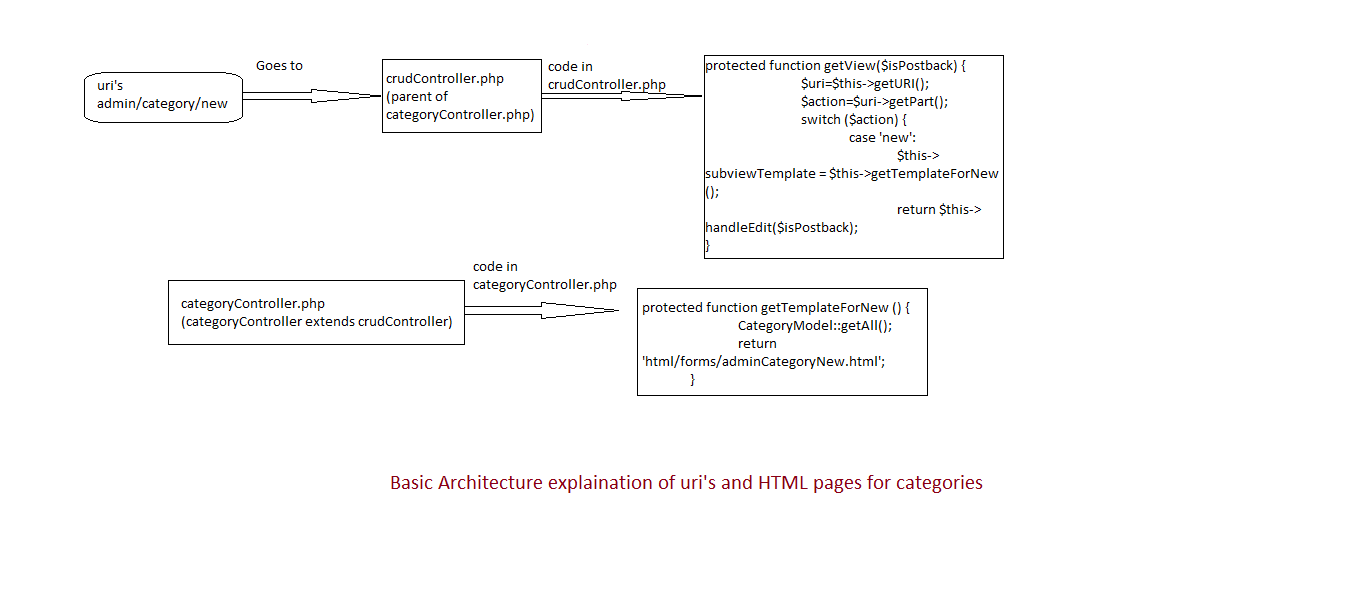 uri's
admin/category/new
Goes to
crudController.php
(parent of
categoryController.php)
code in
crudController.php
protected function getView($isPostback) {
$uri=$this->getURI();
$action=$uri->getPart();
switch ($action) {
case 'new':
$this->
subviewTemplate = $this->getTemplateForNew
();
return $this->
handleEdit($isPostback);
}
categoryController.php
(categoryController extends crudController)
code in
categoryController.php
protected function getTemplateForNew () {
CategoryModel::getAll();
return
'html/forms/adminCategoryNew.html';
}
Basic Architecture explaination of uri's and HTML pages for categories